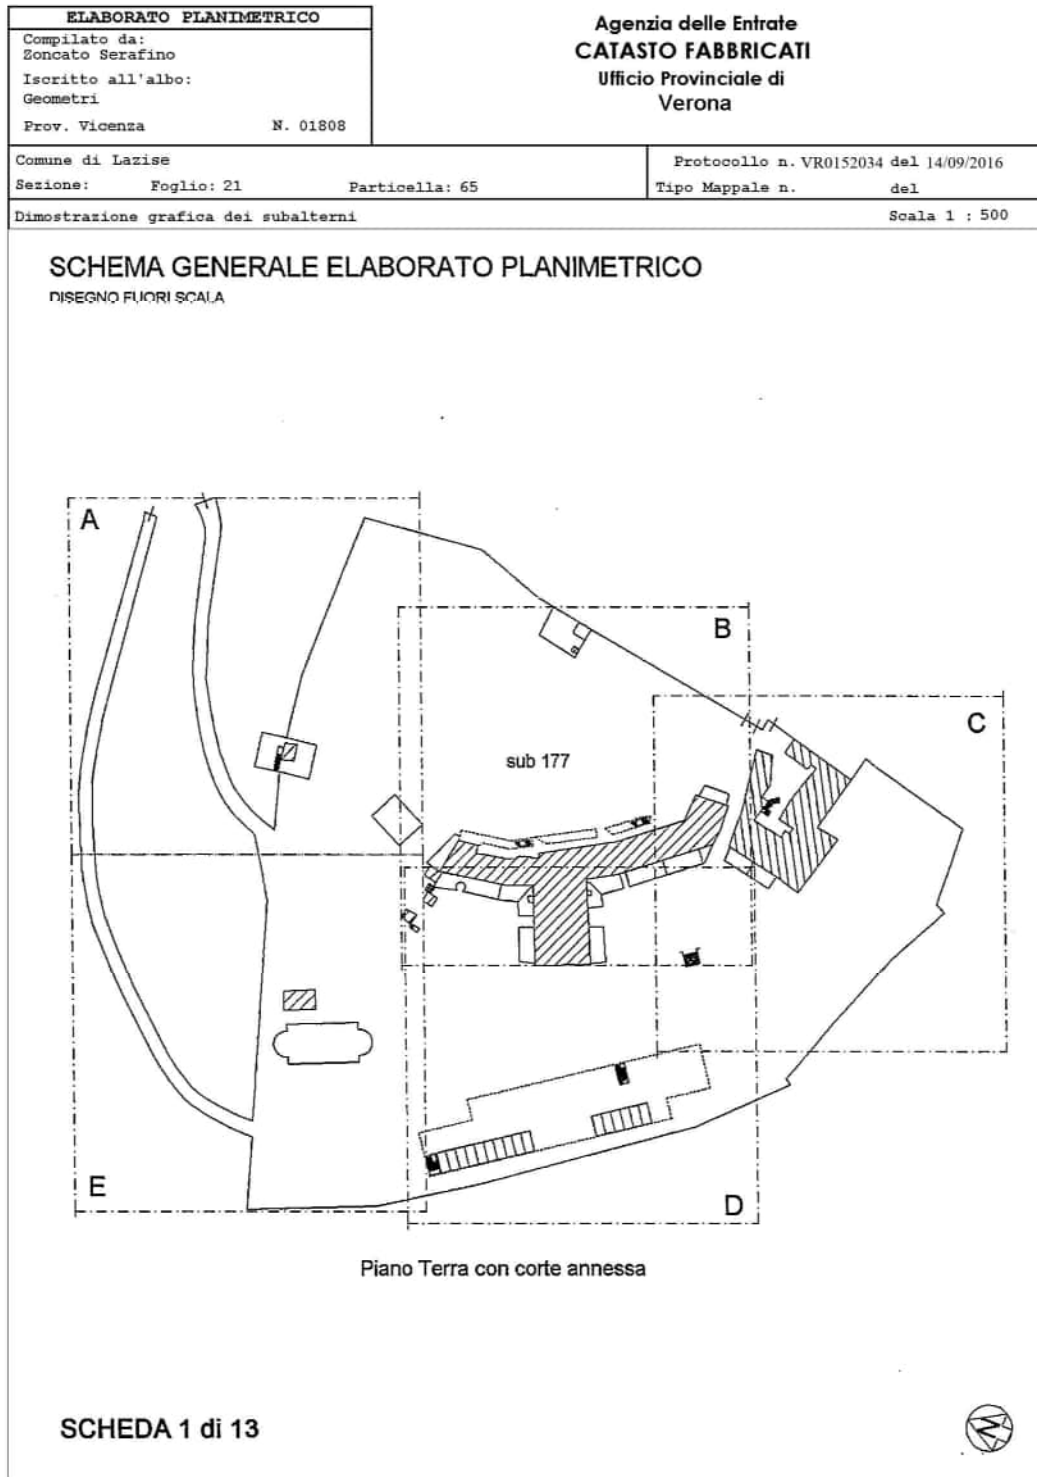 ELABORATO PLANIMETRICO
Compilato da:
Zoncato Serafino
Iscritto all'albo:
Geometri
Prov. Vicenza N. 01808
Agenzia delle Entrate
CATASTO FABBRICATI
Ufficio Provinciale di
Verona
Comune di Lazise
Sezione: Foglio: 21 Particella: 65
Protocollo n. VR0152034 del 14/09/2016
Tipo Mappale n. del
Dimostrazione grafica dei subalterni
Scala 1 : 500
SCHEMA GENERALE ELABORATO PLANIMETRICO
DISEGNO FUORI SCALA
A
B
C
sub 177
E
D
Piano Terra con corte annessa
SCHEDA 1 di 13
N